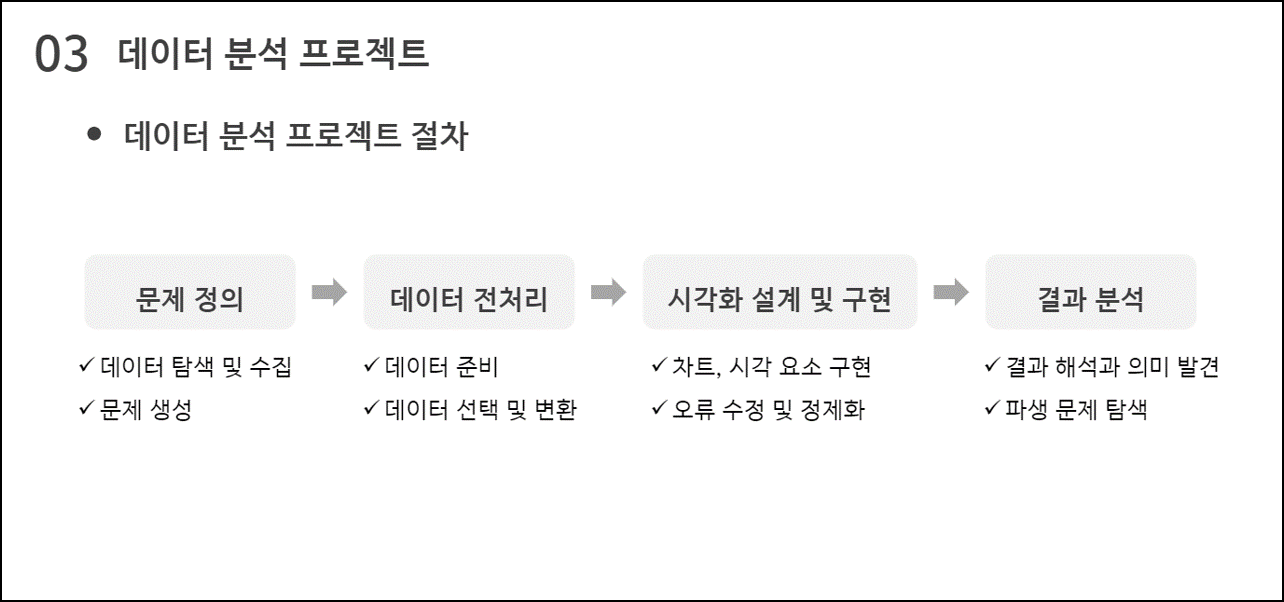 03 데이터 분석 프로젝트
● 데이터 분석 프로젝트 절차
문제 정의
✓데이터 탐색 및 수집
✓문제 생성
데이터 전처리
✓데이터 준비
✓데이터 선택 및 변환
시각화 설계 및 구현
✓차트, 시각 요소 구현
✓오류 수정 및 정제화
결과 분석
✓결과 해석과 의미 발견
✓파생 문제 탐색